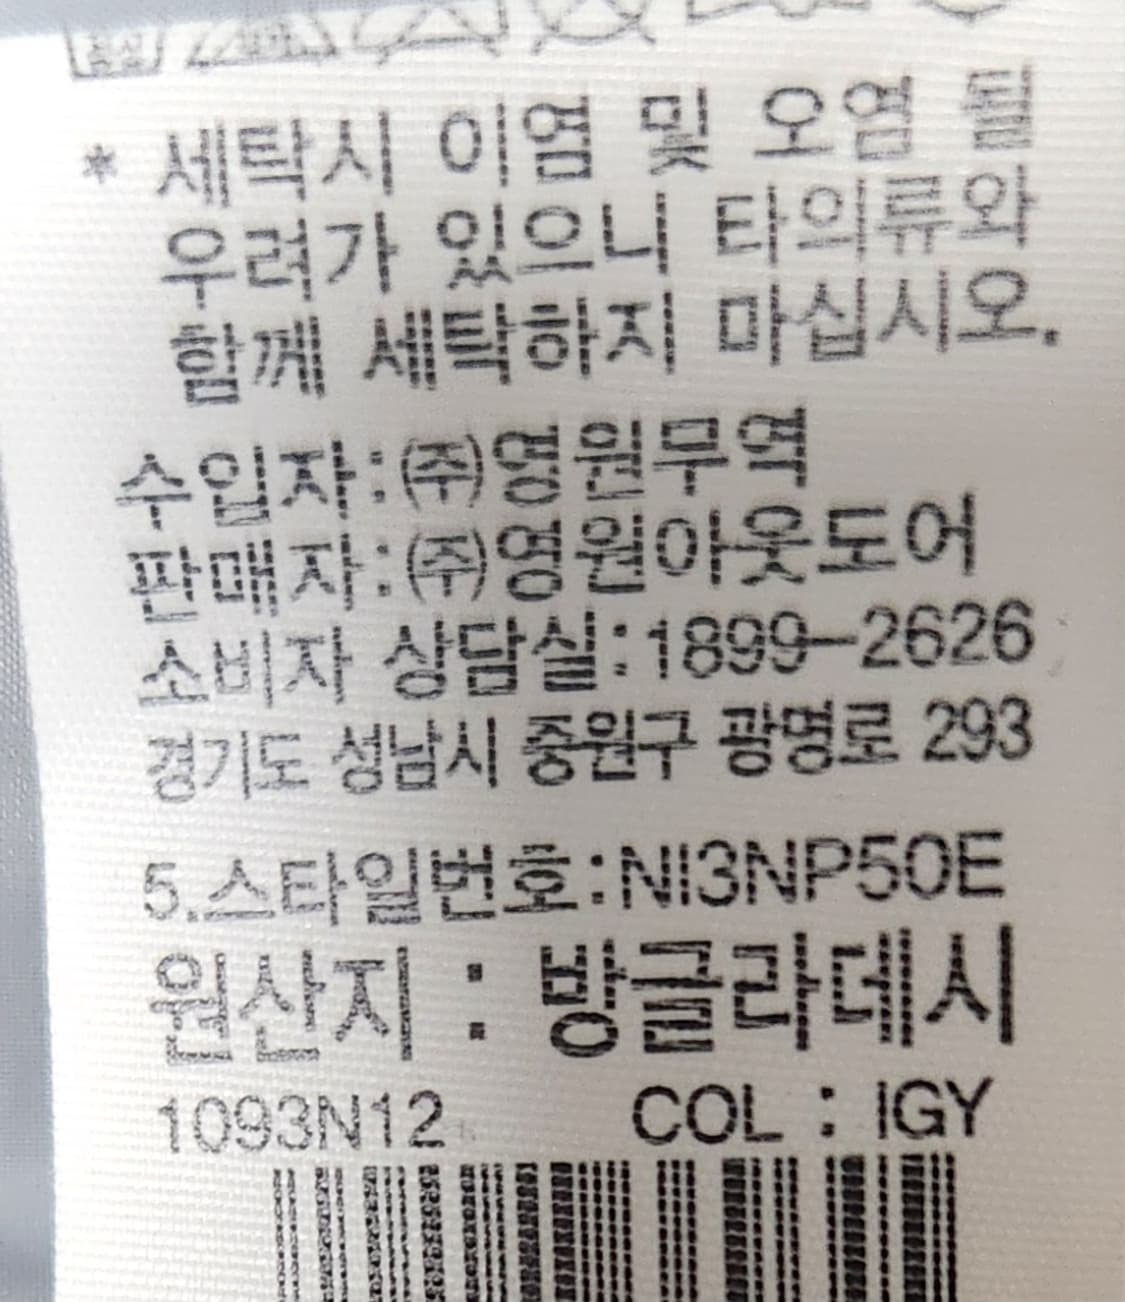 중성
* 세탁시 이염 및 오염 될
우려가 있으니 타의류와
함께 세탁하지 마십시오.
수입자:㈜영원무역
판매자:㈜영원아웃도어
소비자 상담실:1899-2626
경기도 성남시 중원구 광명로 293
5.스타일번호:NI3NP50E
원산지 : 방글라데시
1093N12 COL : IGY